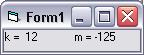 Form1
k = 12 m = -125